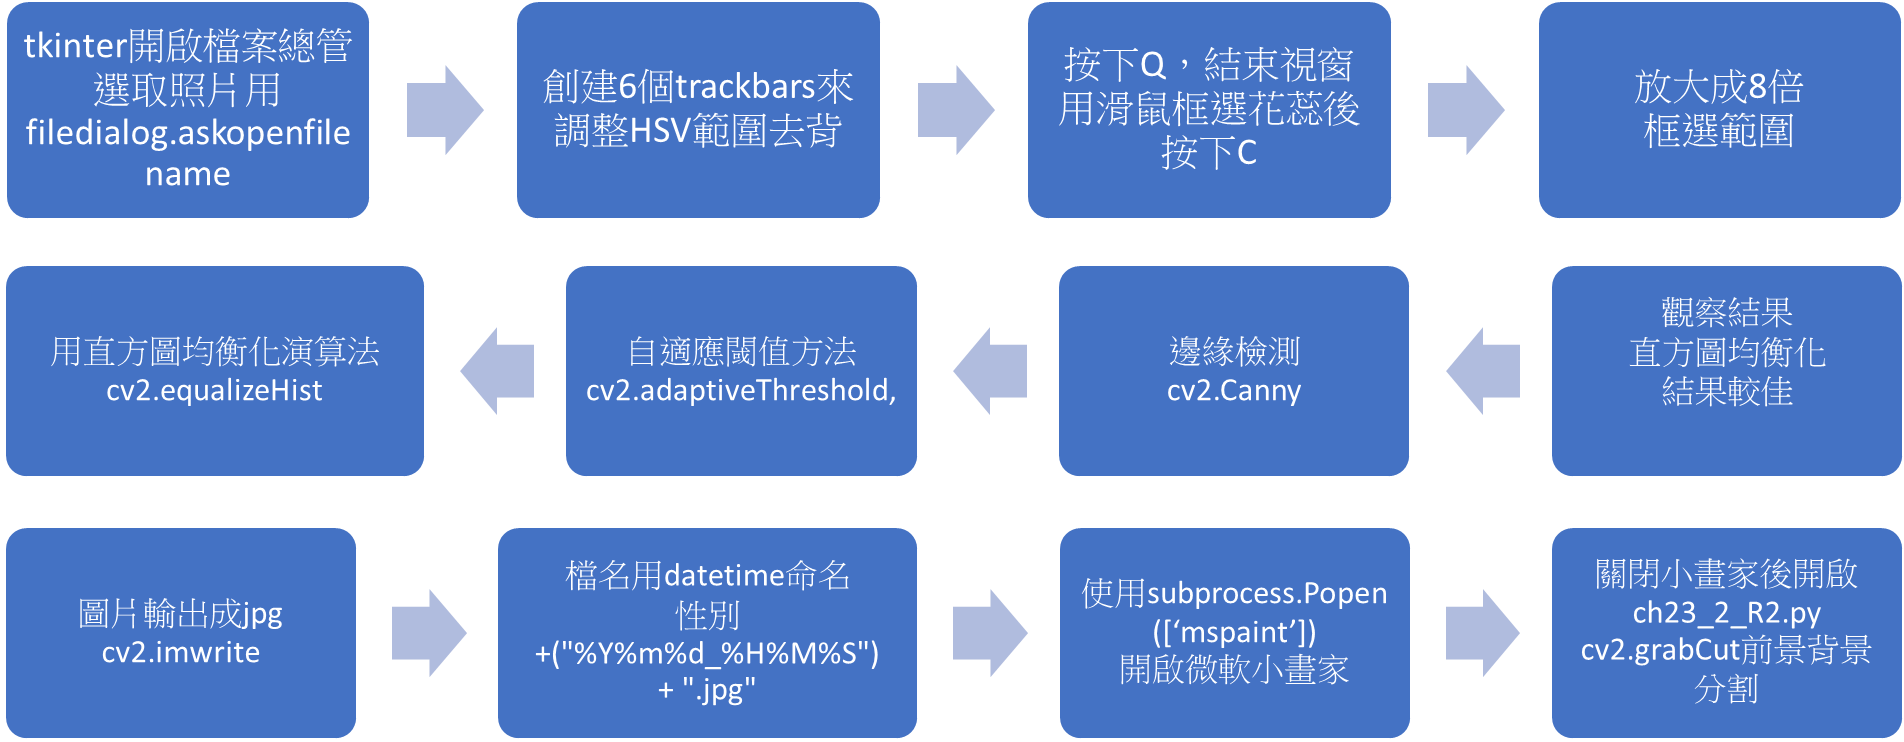 tkinter開啟檔案總管
選取照片用
filedialog.askopenfile
name
創建6個trackbars來
調整HSV範圍去背
按下Q，結束視窗
用滑鼠框選花蕊後
按下C
放大成8倍
框選範圍
用直方圖均衡化演算法
cv2.equalizeHist
自適應閾值方法
cv2.adaptiveThreshold,
邊緣檢測
cv2.Canny
觀察結果
直方圖均衡化
結果較佳
圖片輸出成jpg
cv2.imwrite
檔名用datetime命名
性別
+("%Y%m%d_%H%M%S")
+ ".jpg"
使用subprocess.Popen
([‘mspaint’])
開啟微軟小畫家
關閉小畫家後開啟
ch23_2_R2.py
cv2.grabCut前景背景
分割